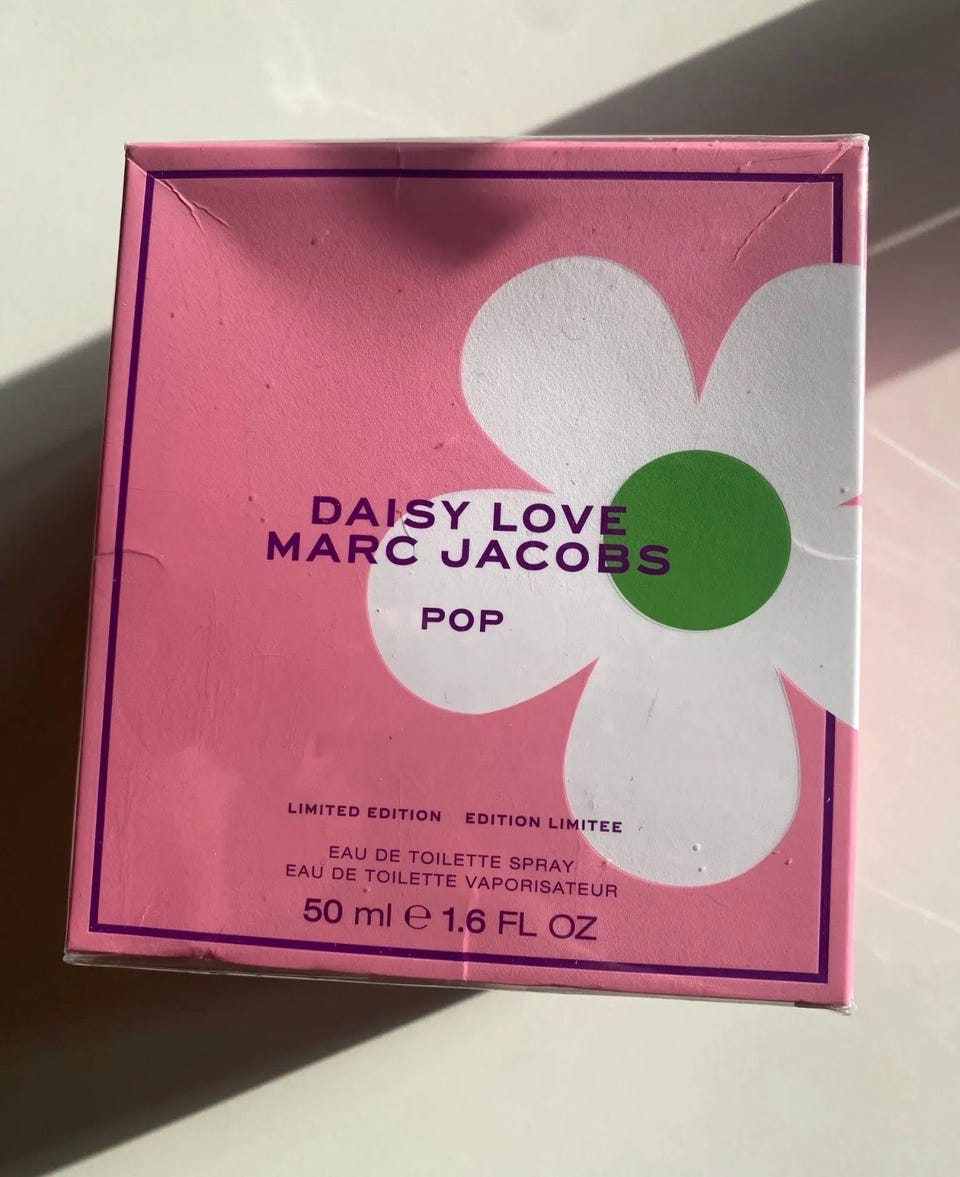 DAISY LOVE
MARC JACOBS
POP
LIMITED EDITION EDITION LIMITEE
EAU DE TOILETTE SPRAY
EAU DE TOILETTE VAPORISATEUR
50 ml ℮ 1.6 FL OZ